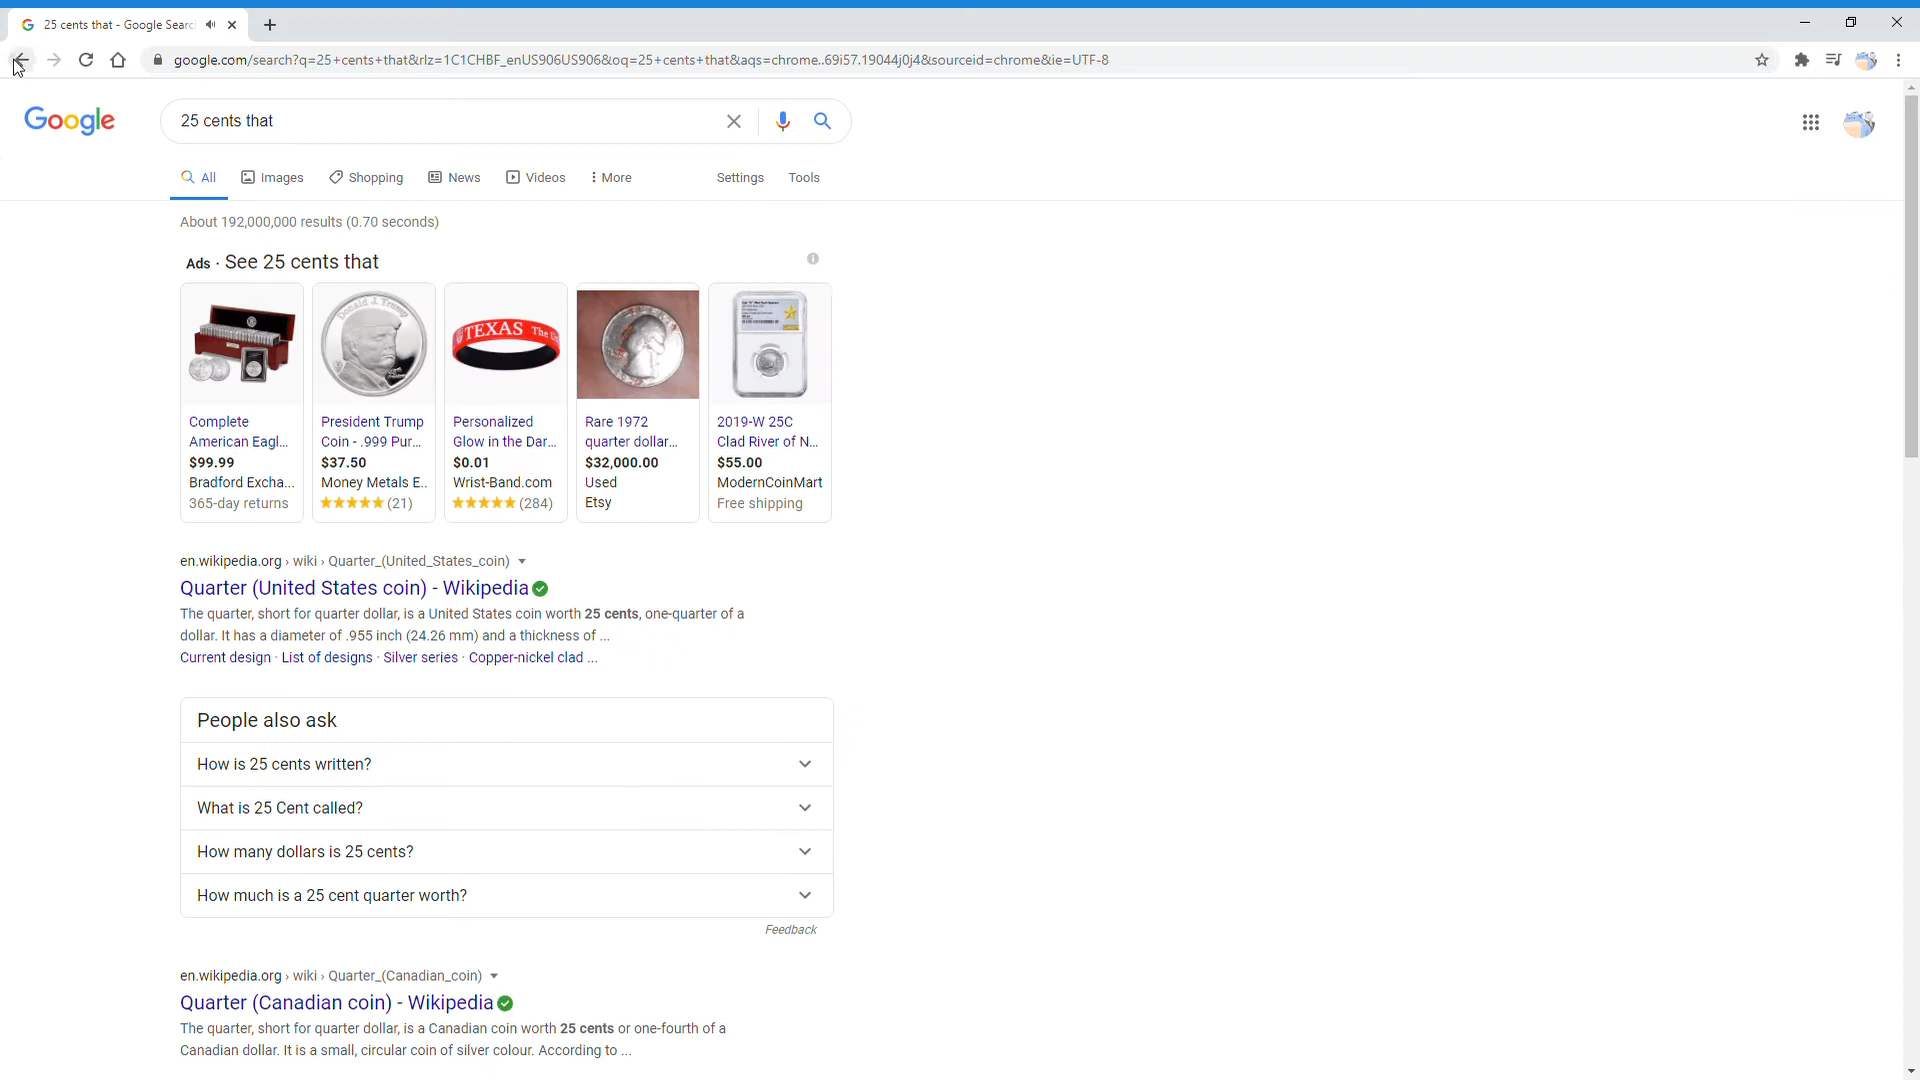 25 cents that - Google Searc
google.com/search?q=25+cents+that&rlz=1C1CHBF_enUS906US906&oq=25+cents+that&aqs=chrome..69i57.19044j0j4&sourceid=chrome&ie=UTF-8
Google
25 cents that
All
Images
Shopping
News
Videos
More
Settings
Tools
About 192,000,000 results (0.70 seconds)
Ads · See 25 cents that
Donald J. Trump
TEXAS The Un
Complete
American Eagl...
$99.99
Bradford Excha...
365-day returns
President Trump
Coin - .999 Pur...
$37.50
Money Metals E..
(21)
Personalized
Glow in the Dar...
$0.01
Wrist-Band.com
(284)
Rare 1972
quarter dollar...
$32,000.00
Used
Etsy
2019-W 25C
Clad River of N...
$55.00
ModernCoinMart
Free shipping
en.wikipedia.org › wiki › Quarter_(United_States_coin)
Quarter (United States coin) - Wikipedia
The quarter, short for quarter dollar, is a United States coin worth 25 cents, one-quarter of a
dollar. It has a diameter of .955 inch (24.26 mm) and a thickness of ...
Current design · List of designs · Silver series · Copper-nickel clad ...
People also ask
How is 25 cents written?
What is 25 Cent called?
How many dollars is 25 cents?
How much is a 25 cent quarter worth?
Feedback
en.wikipedia.org › wiki › Quarter_(Canadian_coin)
Quarter (Canadian coin) - Wikipedia
The quarter, short for quarter dollar, is a Canadian coin worth 25 cents or one-fourth of a
Canadian dollar. It is a small, circular coin of silver colour. According to ...